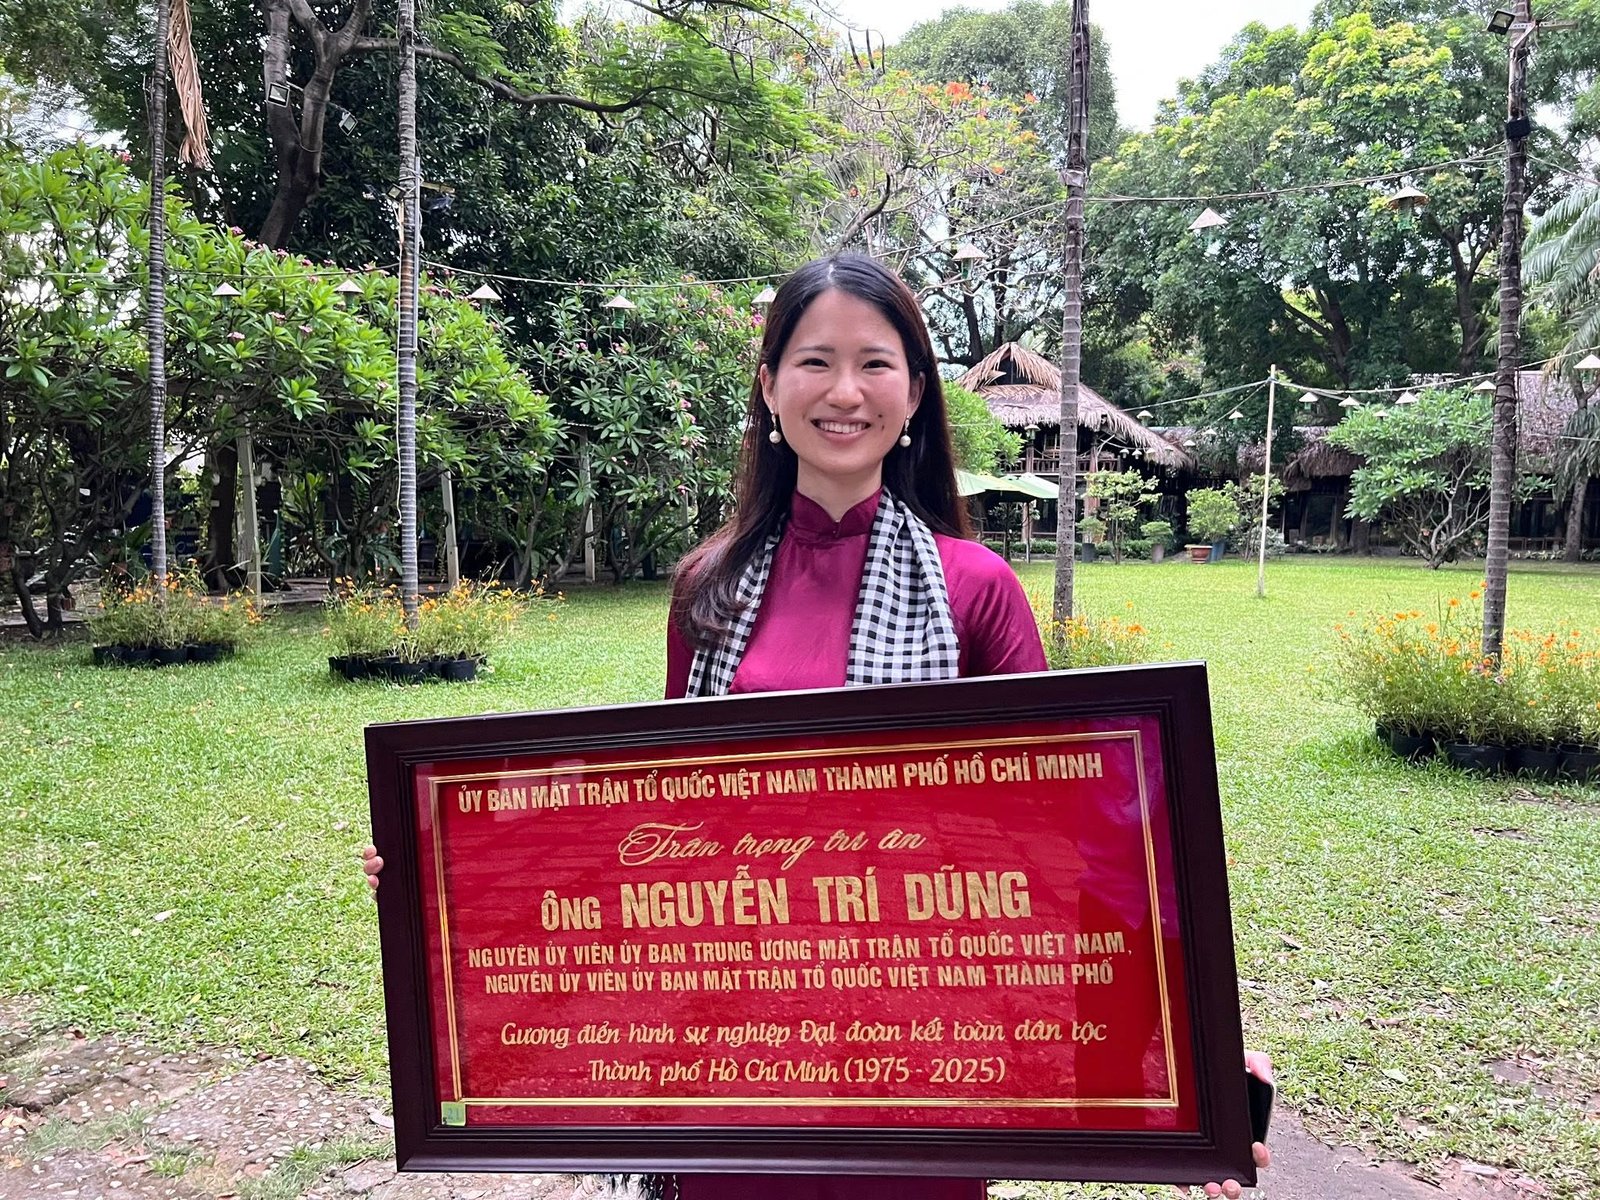 ỦY BAN MẶT TRẬN TỔ QUỐC VIỆT NAM THÀNH PHỐ HỒ CHÍ MINH
Trân trọng tri ân
ÔNG NGUYỄN TRÍ DŨNG
NGUYÊN ỦY VIÊN ỦY BAN TRUNG ƯƠNG MẶT TRẬN TỔ QUỐC VIỆT NAM,
NGUYÊN ỦY VIÊN ỦY BAN MẶT TRẬN TỔ QUỐC VIỆT NAM THÀNH PHỐ
Gương điển hình sự nghiệp Đại đoàn kết toàn dân tộc
Thành phố Hồ Chí Minh (1975 - 2025)
21